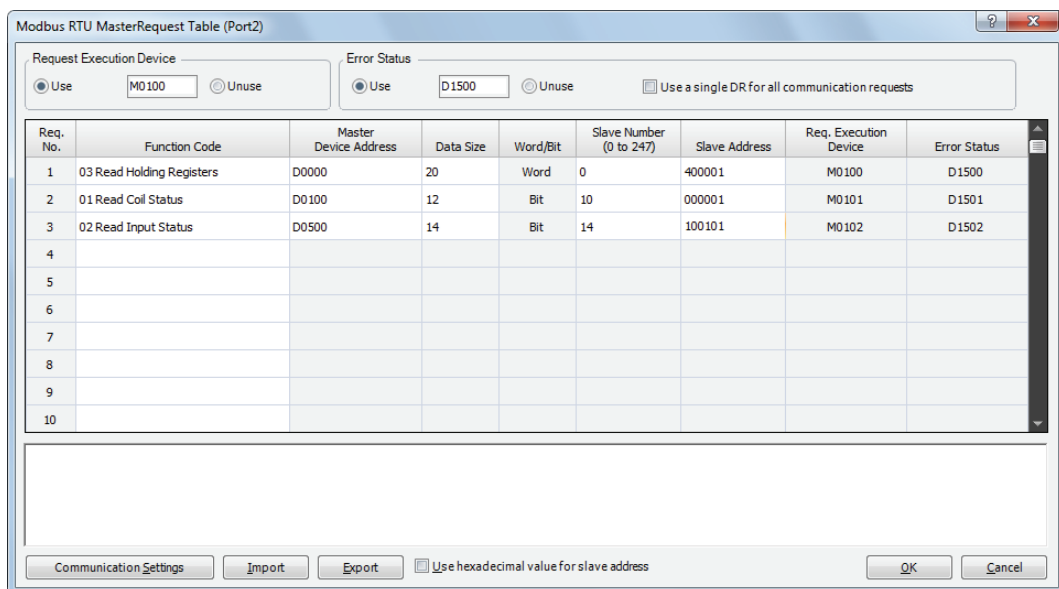 Modbus RTU MasterRequest Table (Port2)
Request Execution Device
Error Status
Use M0100 Unuse
Use D1500 Unuse
Use a single DR for all communication requests
Req. No. Function Code Master Device Address Data Size Word/Bit Slave Number (0 to 247) Slave Address Req. Execution Device Error Status
1 03 Read Holding Registers D0000 20 Word 0 400001 M0100 D1500
2 01 Read Coil Status D0100 12 Bit 10 000001 M0101 D1501
3 02 Read Input Status D0500 14 Bit 14 100101 M0102 D1502
4
5
6
7
8
9
10
Communication Settings Import Export Use hexadecimal value for slave address OK Cancel